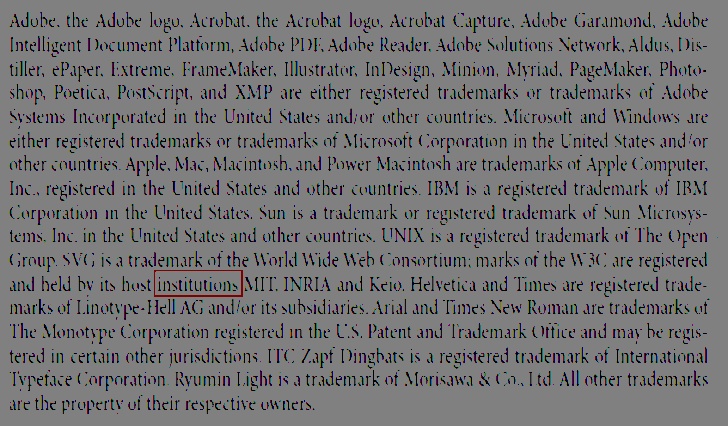 Adobe, the Adobe logo, Acrobat, the Acrobat logo, Acrobat Capture, Adobe Garamond, Adobe
Intelligent Document Platform, Adobe PDF, Adobe Reader, Adobe Solutions Network, Aldus, Dis-
tiller, ePaper, Extreme, FrameMaker, Illustrator, InDesign, Minion, Myriad, PageMaker, Photo-
shop, Poetica, PostScript, and XMP are either registered trademarks or trademarks of Adobe
Systems Incorporated in the United States and/or other countries. Microsoft and Windows are
either registered trademarks or trademarks of Microsoft Corporation in the United States and/or
other countries. Apple, Mac, Macintosh, and Power Macintosh are trademarks of Apple Computer,
Inc., registered in the United States and other countries. IBM is a registered trademark of IBM
Corporation in the United States. Sun is a trademark or registered trademark of Sun Microsys-
tems, Inc. in the United States and other countries. UNIX is a registered trademark of The Open
Group. SVG is a trademark of the World Wide Web Consortium; marks of the W3C are registered
and held by its host institutions MIT, INRIA and Keio. Helvetica and Times are registered trade-
marks of Linotype-Hell AG and/or its subsidiaries. Arial and Times New Roman are trademarks of
The Monotype Corporation registered in the U.S. Patent and Trademark Office and may be regis-
tered in certain other jurisdictions. ITC Zapf Dingbats is a registered trademark of International
Typeface Corporation. Ryumin Light is a trademark of Morisawa & Co., Ltd. All other trademarks
are the property of their respective owners.